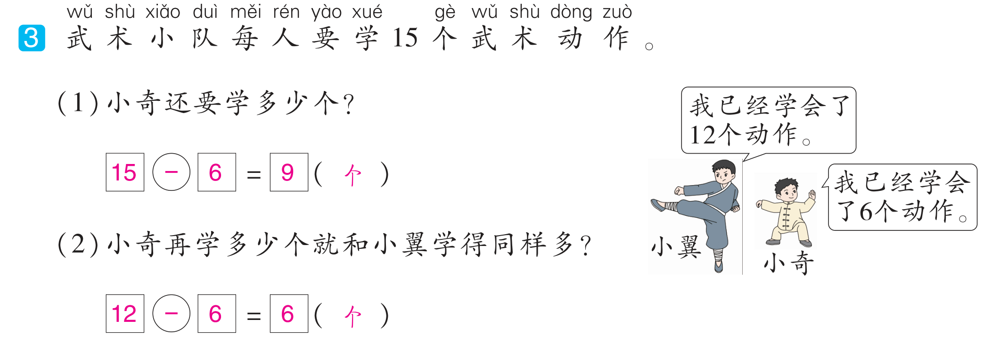 wǔ shù xiǎo duì měi rén yào xué gè wǔ shù dòng zuò
3 武术小队每人要学15个武术动作。
(1)小奇还要学多少个?
我已经学会了
12个动作。
15 − 6 = 9 ( 个 )
我已经学会
了6个动作。
(2)小奇再学多少个就和小翼学得同样多?
小翼
小奇
12 − 6 = 6 ( 个 )